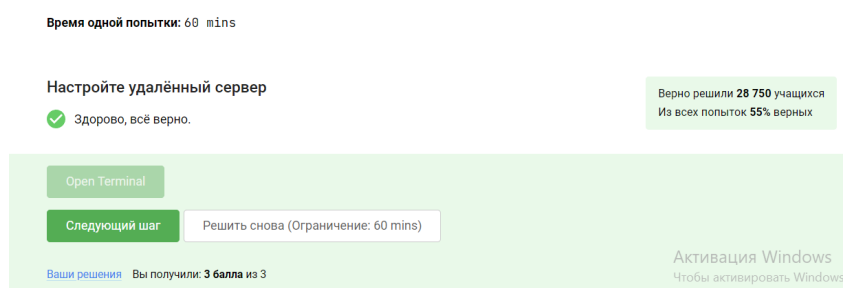 Время одной попытки: 60 mins
Настройте удалённый сервер
Здорово, всё верно.
Верно решили 28 750 учащихся
Из всех попыток 55% верных
Open Terminal
Следующий шаг
Решить снова (Ограничение: 60 mins)
Ваши решения Вы получили: 3 балла из 3
Активация Windows
Чтобы активировать Windows